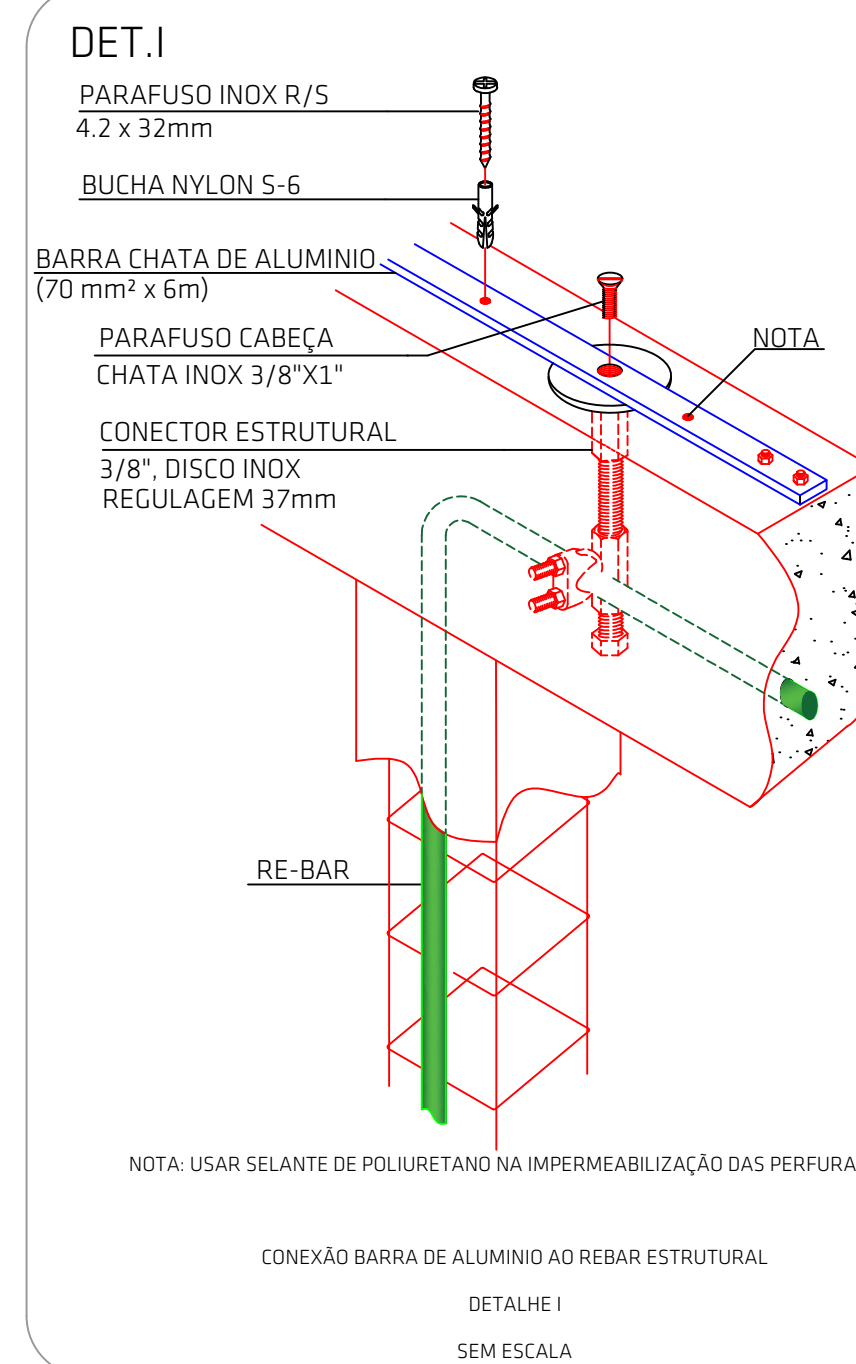 DET.I
PARAFUSO INOX R/S
4.2 x 32mm
BUCHA NYLON S-6
BARRA CHATA DE ALUMINIO
(70 mm² x 6m)
PARAFUSO CABEÇA
CHATA INOX 3/8"X1"
NOTA
CONECTOR ESTRUTURAL
3/8", DISCO INOX
REGULAGEM 37mm
RE-BAR
NOTA: USAR SELANTE DE POLIURETANO NA IMPERMEABILIZAÇÃO DAS PERFURA
CONEXÃO BARRA DE ALUMINIO AO REBAR ESTRUTURAL
DETALHE I
SEM ESCALA